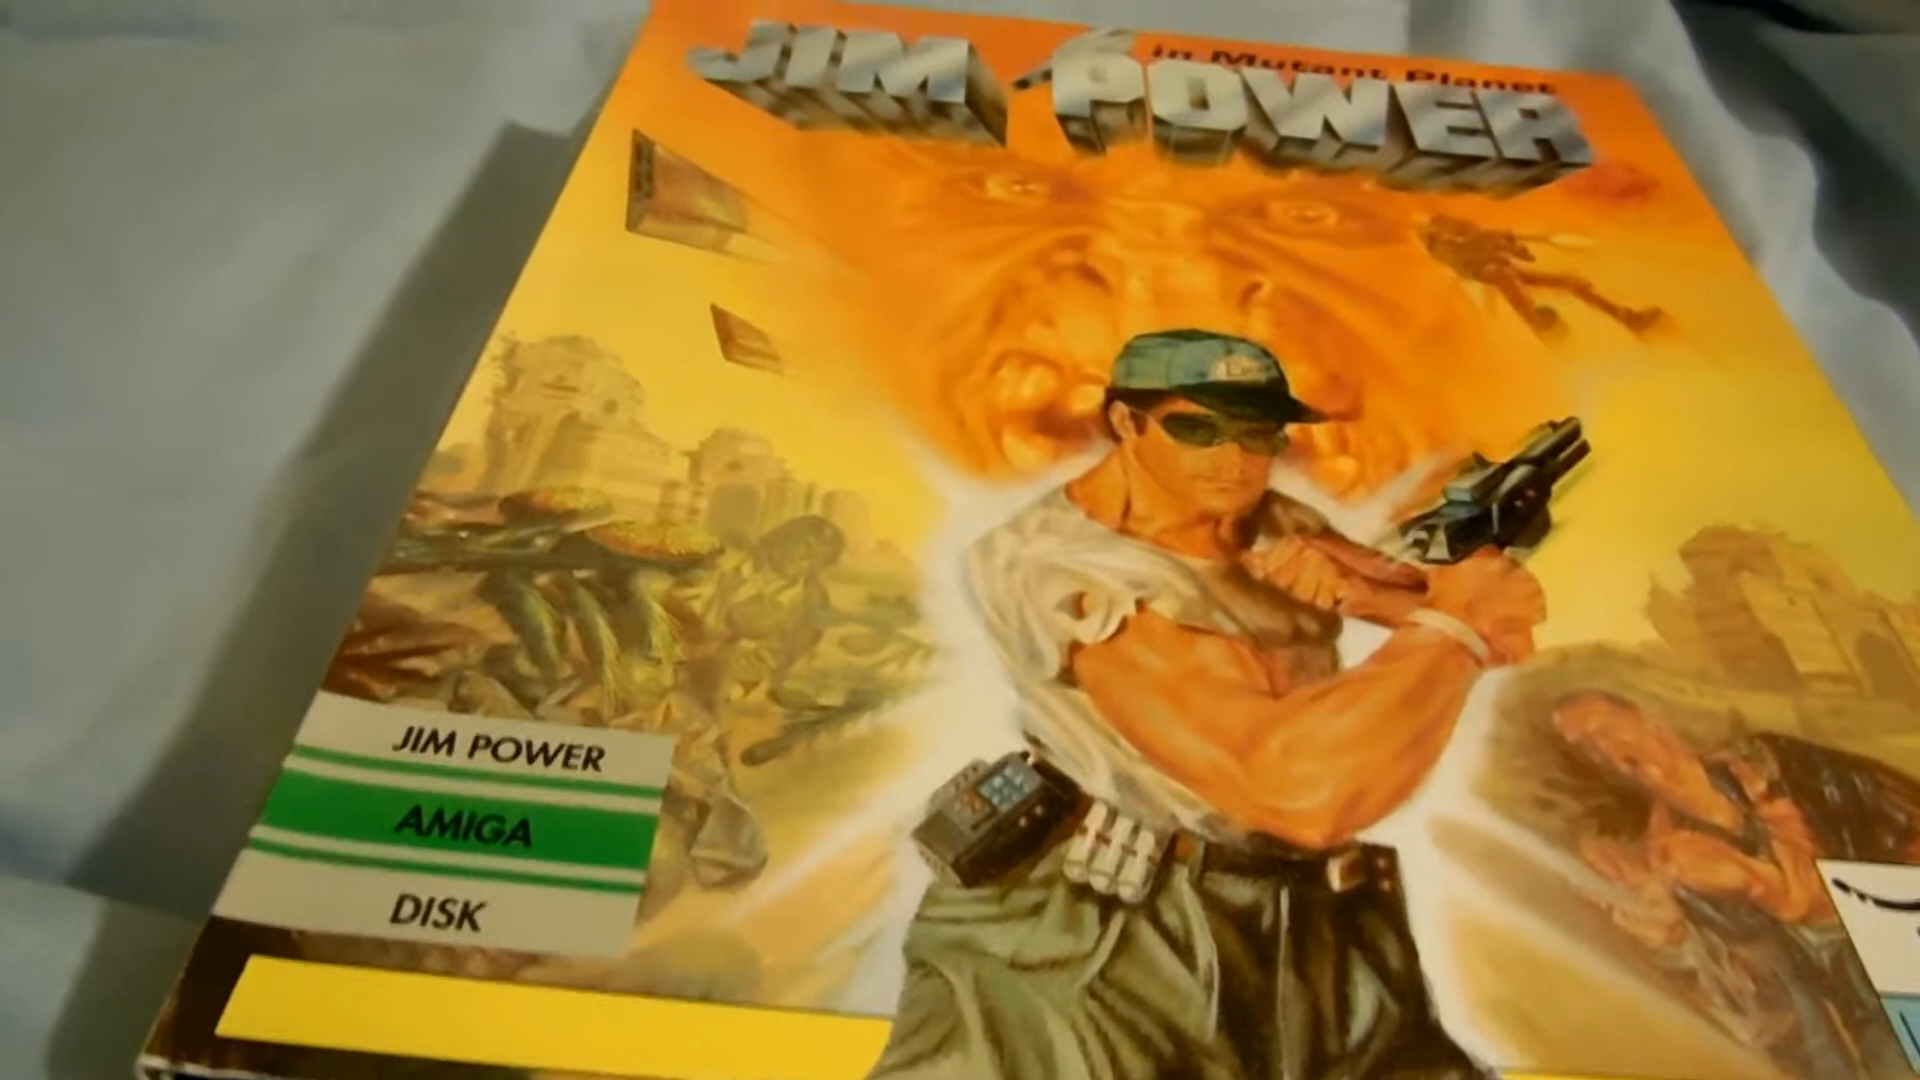 in Mutant Planet
JIM POWER
JIM POWER
AMIGA
DISK